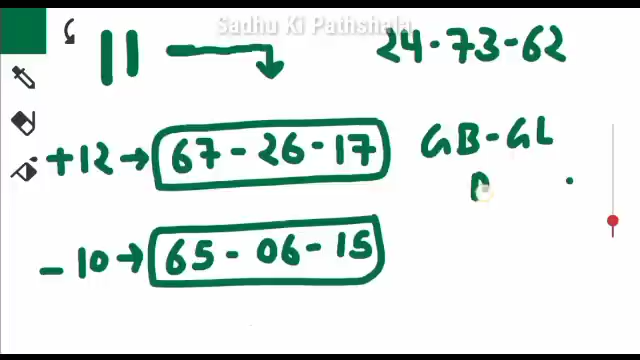 Sadhu Ki Pathshala
11 → 24-73-62
+12 → 67-26-17 GB-GL
-10 → 65-06-15